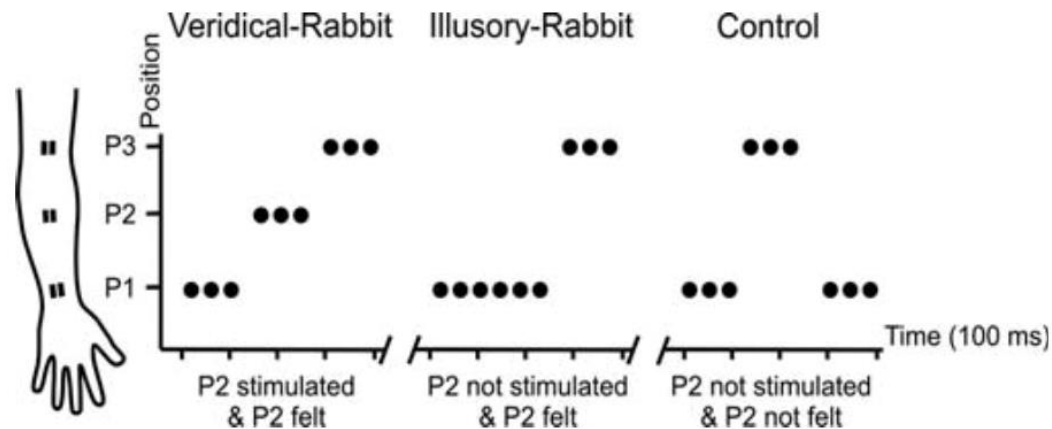 Veridical-Rabbit Illusory-Rabbit Control
Position
P3
P2
P1
Time (100 ms)
P2 stimulated
& P2 felt
P2 not stimulated
& P2 felt
P2 not stimulated
& P2 not felt